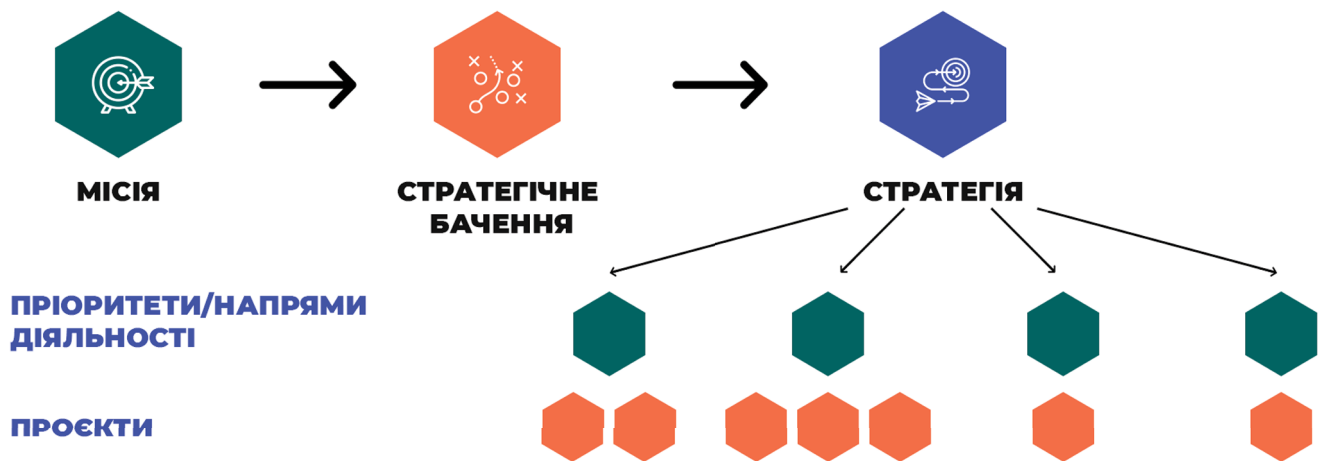 МІСІЯ
СТРАТЕГІЧНЕ
БАЧЕННЯ
СТРАТЕГІЯ
ПРІОРИТЕТИ/НАПРЯМИ
ДІЯЛЬНОСТІ
ПРОЄКТИ